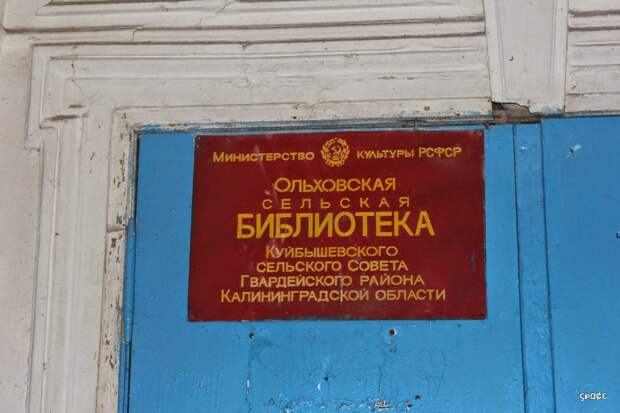 Министерство культуры РСФСР
Ольховская
сельская
БИБЛИОТЕКА
Куйбышевского
сельского Совета
Гвардейского района
Калининградской области